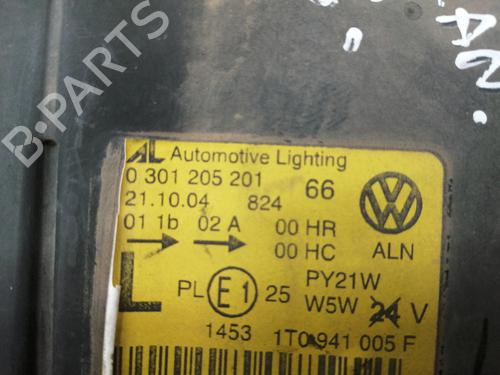 AL Automotive Lighting
0 301 205 201 66
21.10.04 824
01 1b 02 A 00 HR
00 HC ALN
L PL E1 25 PY21W
W5W 24 V
1453 1T0 941 005 F
B-PARTS